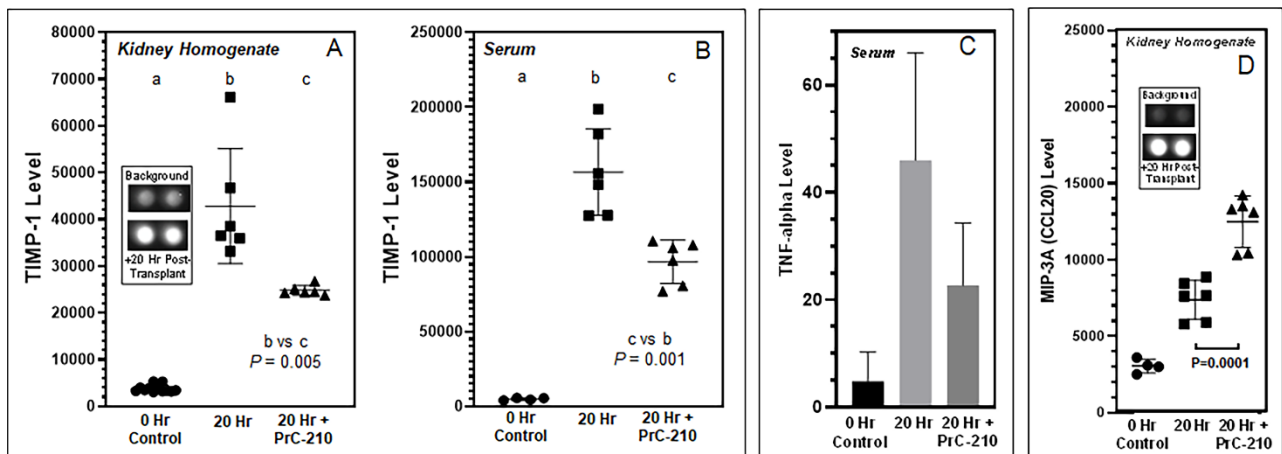 Kidney Homogenate
A
TIMP-1 Level
80000
70000
60000
50000
40000
30000
20000
10000
0
a
b
c
Background
+20 Hr Post-
Transplant
b vs c
P = 0.005
0 Hr
Control
20 Hr
20 Hr +
PrC-210
Serum
B
TIMP-1 Level
250000
200000
150000
100000
50000
0
a
b
c
c vs b
P = 0.001
0 Hr
Control
20 Hr
20 Hr +
PrC-210
Serum
C
TNF-alpha Level
60
40
20
0
0 Hr
Control
20 Hr
20 Hr +
PrC-210
Kidney Homogenate
D
MIP-3A (CCL20) Level
25000
20000
15000
10000
5000
0
Background
+20 Hr Post-
Transplant
P=0.0001
0 Hr
Control
20 Hr
20 Hr +
PrC-210